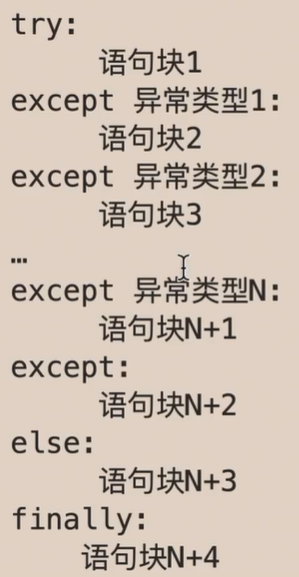 try:
语句块1
except 异常类型1:
语句块2
except 异常类型2:
语句块3
…
except 异常类型N:
语句块N+1
except:
语句块N+2
else:
语句块N+3
finally:
语句块N+4